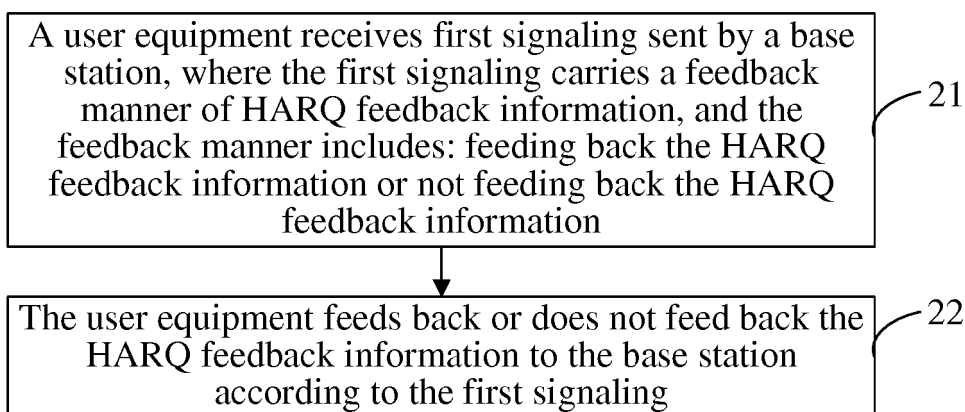 A user equipment receives first signaling sent by a base
station, where the first signaling carries a feedback
manner of HARQ feedback information, and the
feedback manner includes: feeding back the HARQ
feedback information or not feeding back the HARQ
feedback information
21
The user equipment feeds back or does not feed back the
HARQ feedback information to the base station
according to the first signaling
22